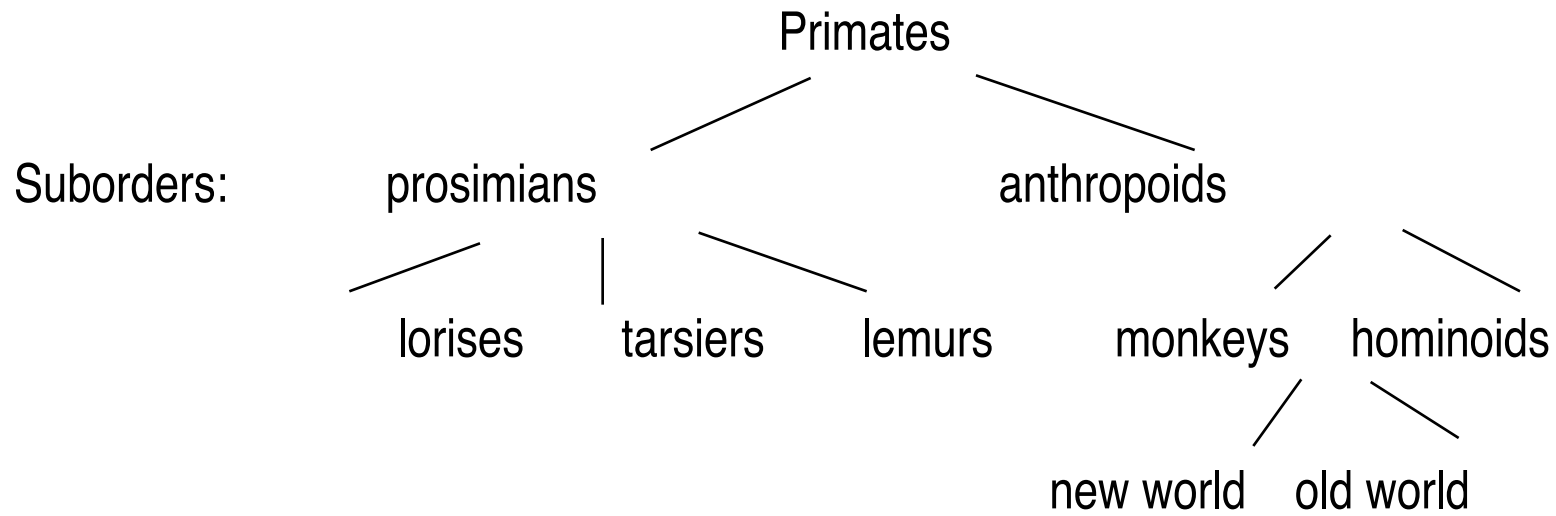 Primates
Suborders: prosimians anthropoids
lorises tarsiers lemurs monkeys hominoids
new world old world